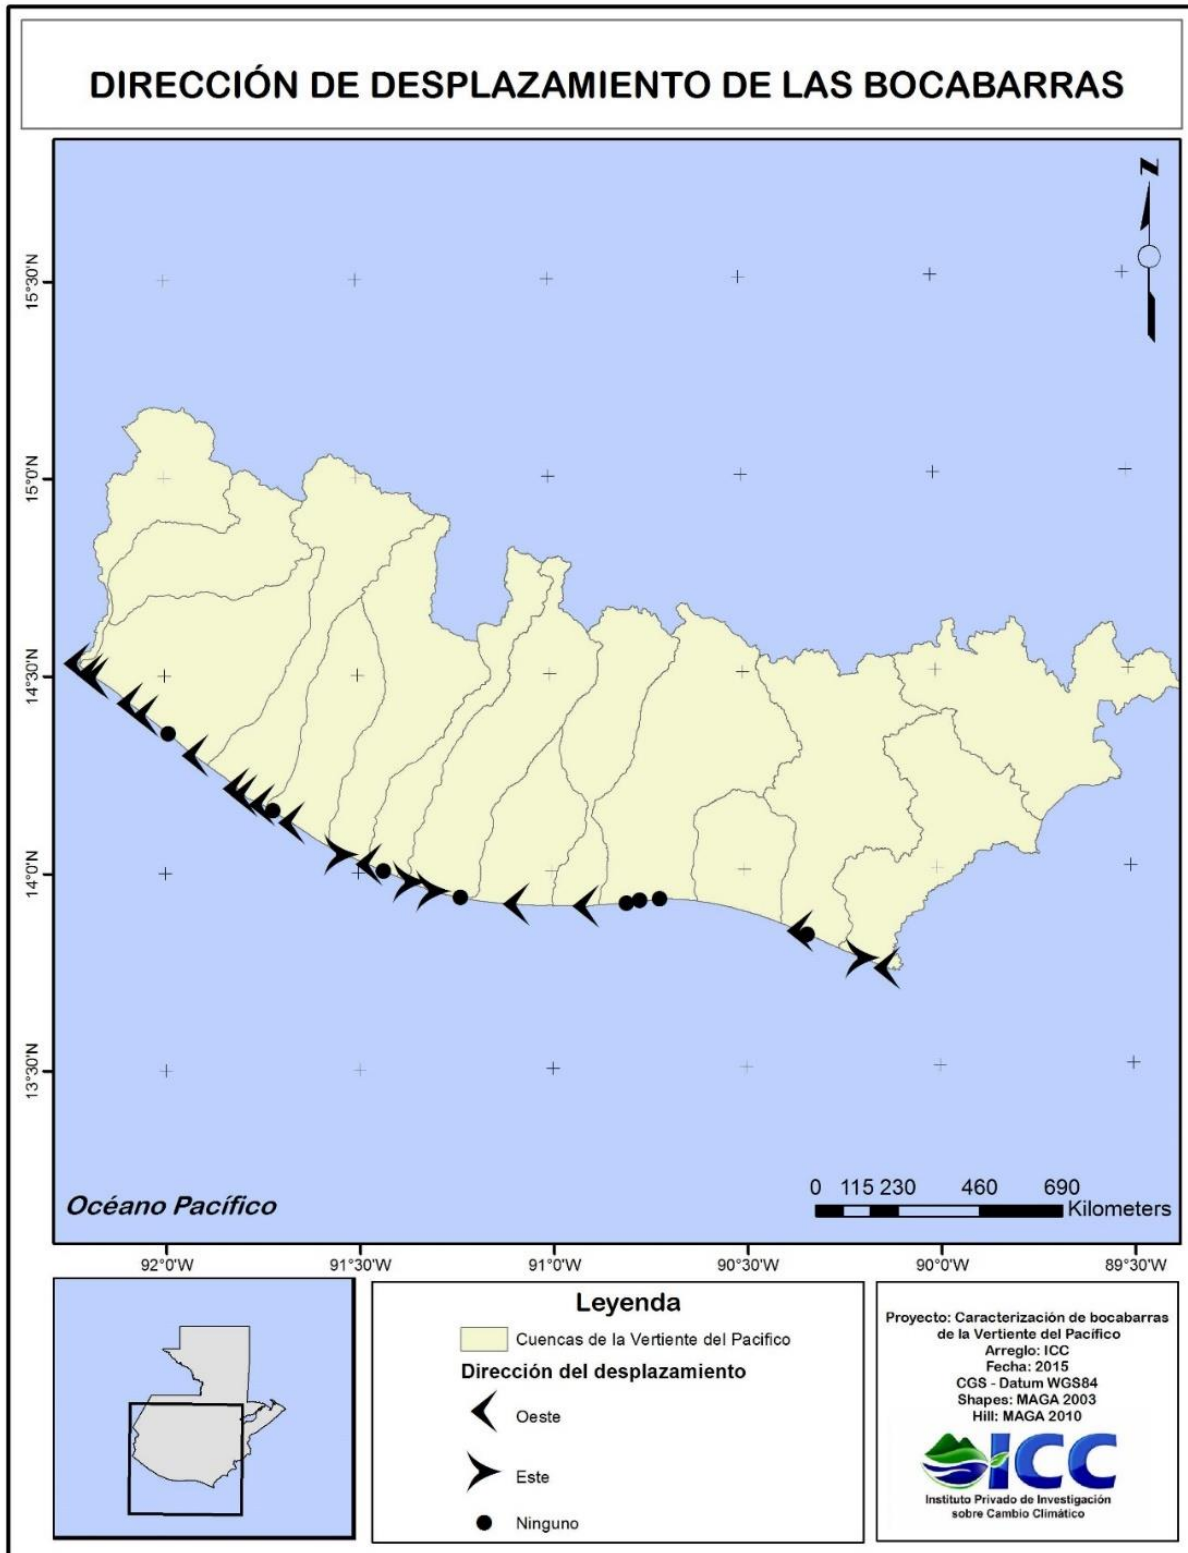 DIRECCIÓN DE DESPLAZAMIENTO DE LAS BOCABARRAS
N
15°30'N
15°0'N
14°30'N
14°0'N
13°30'N
Océano Pacífico
0 115 230 460 690
Kilometers
92°0'W 91°30'W 91°0'W 90°30'W 90°0'W 89°30'W
Leyenda
Cuencas de la Vertiente del Pacifico
Dirección del desplazamiento
Oeste
Este
Ninguno
Proyecto: Caracterización de bocabarras
de la Vertiente del Pacífico
Arreglo: ICC
Fecha: 2015
CGS - Datum WGS84
Shapes: MAGA 2003
Hill: MAGA 2010
ICC
Instituto Privado de Investigación
sobre Cambio Climático